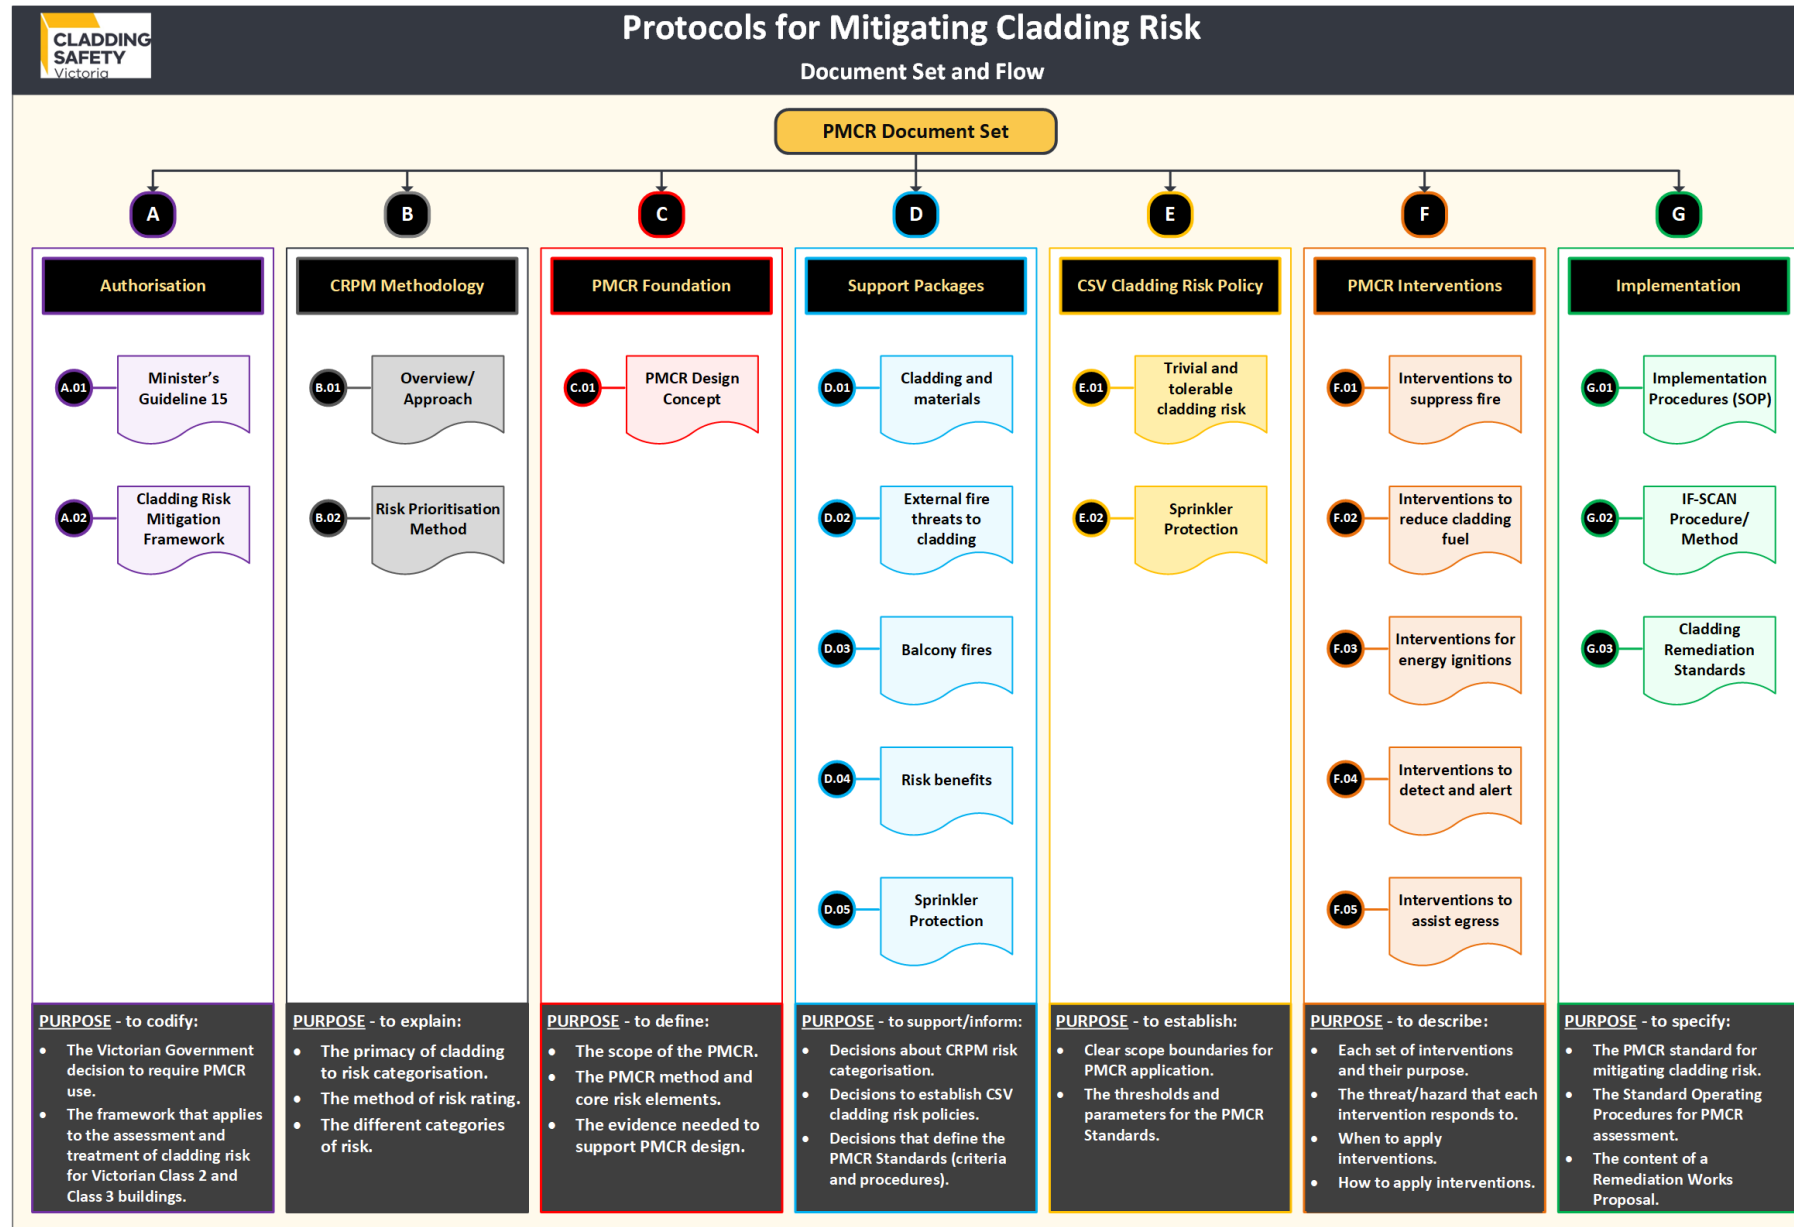 CLADDING
SAFETY
Victoria
Protocols for Mitigating Cladding Risk
Document Set and Flow
PMCR Document Set
A
B
C
D
E
F
G
Authorisation
CRPM Methodology
PMCR Foundation
Support Packages
CSV Cladding Risk Policy
PMCR Interventions
Implementation
A.01
Minister’s
Guideline 15
A.02
Cladding Risk
Mitigation
Framework
B.01
Overview/
Approach
B.02
Risk Prioritisation
Method
C.01
PMCR Design
Concept
D.01
Cladding and
materials
D.02
External fire
threats to
cladding
D.03
Balcony fires
D.04
Risk benefits
D.05
Sprinkler
Protection
E.01
Trivial and
tolerable
cladding risk
E.02
Sprinkler
Protection
F.01
Interventions to
suppress fire
F.02
Interventions to
reduce cladding
fuel
F.03
Interventions for
energy ignitions
F.04
Interventions to
detect and alert
F.05
Interventions to
assist egress
G.01
Implementation
Procedures (SOP)
G.02
IF-SCAN
Procedure/
Method
G.03
Cladding
Remediation
Standards
PURPOSE - to codify:
• The Victorian Government
decision to require PMCR
use.
• The framework that applies
to the assessment and
treatment of cladding risk
for Victorian Class 2 and
Class 3 buildings.
PURPOSE - to explain:
• The primacy of cladding
to risk categorisation.
• The method of risk rating.
• The different categories
of risk.
PURPOSE - to define:
• The scope of the PMCR.
• The PMCR method and
core risk elements.
• The evidence needed to
support PMCR design.
PURPOSE - to support/inform:
• Decisions about CRPM risk
categorisation.
• Decisions to establish CSV
cladding risk policies.
• Decisions that define the
PMCR Standards (criteria
and procedures).
PURPOSE - to establish:
• Clear scope boundaries for
PMCR application.
• The thresholds and
parameters for the PMCR
Standards.
PURPOSE - to describe:
• Each set of interventions
and their purpose.
• The threat/hazard that each
intervention responds to.
• When to apply
interventions.
• How to apply interventions.
PURPOSE - to specify:
• The PMCR standard for
mitigating cladding risk.
• The Standard Operating
Procedures for PMCR
assessment.
• The content of a
Remediation Works
Proposal.